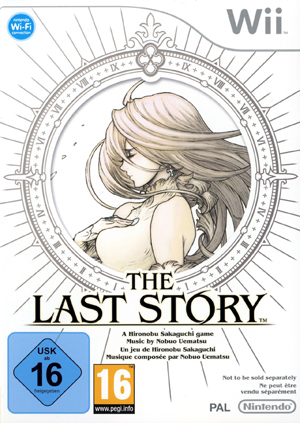 Nintendo
Wi-Fi
connection
Wii™
THE
LAST STORY™
A Hironobu Sakaguchi game
Music by Nobuo Uematsu
Un jeu de Hironobu Sakaguchi
Musique composée par Nobuo Uematsu
USK
ab
16
freigegeben
16
www.pegi.info
Not to be sold separately
Ne peut être
vendu séparément
PAL
Nintendo